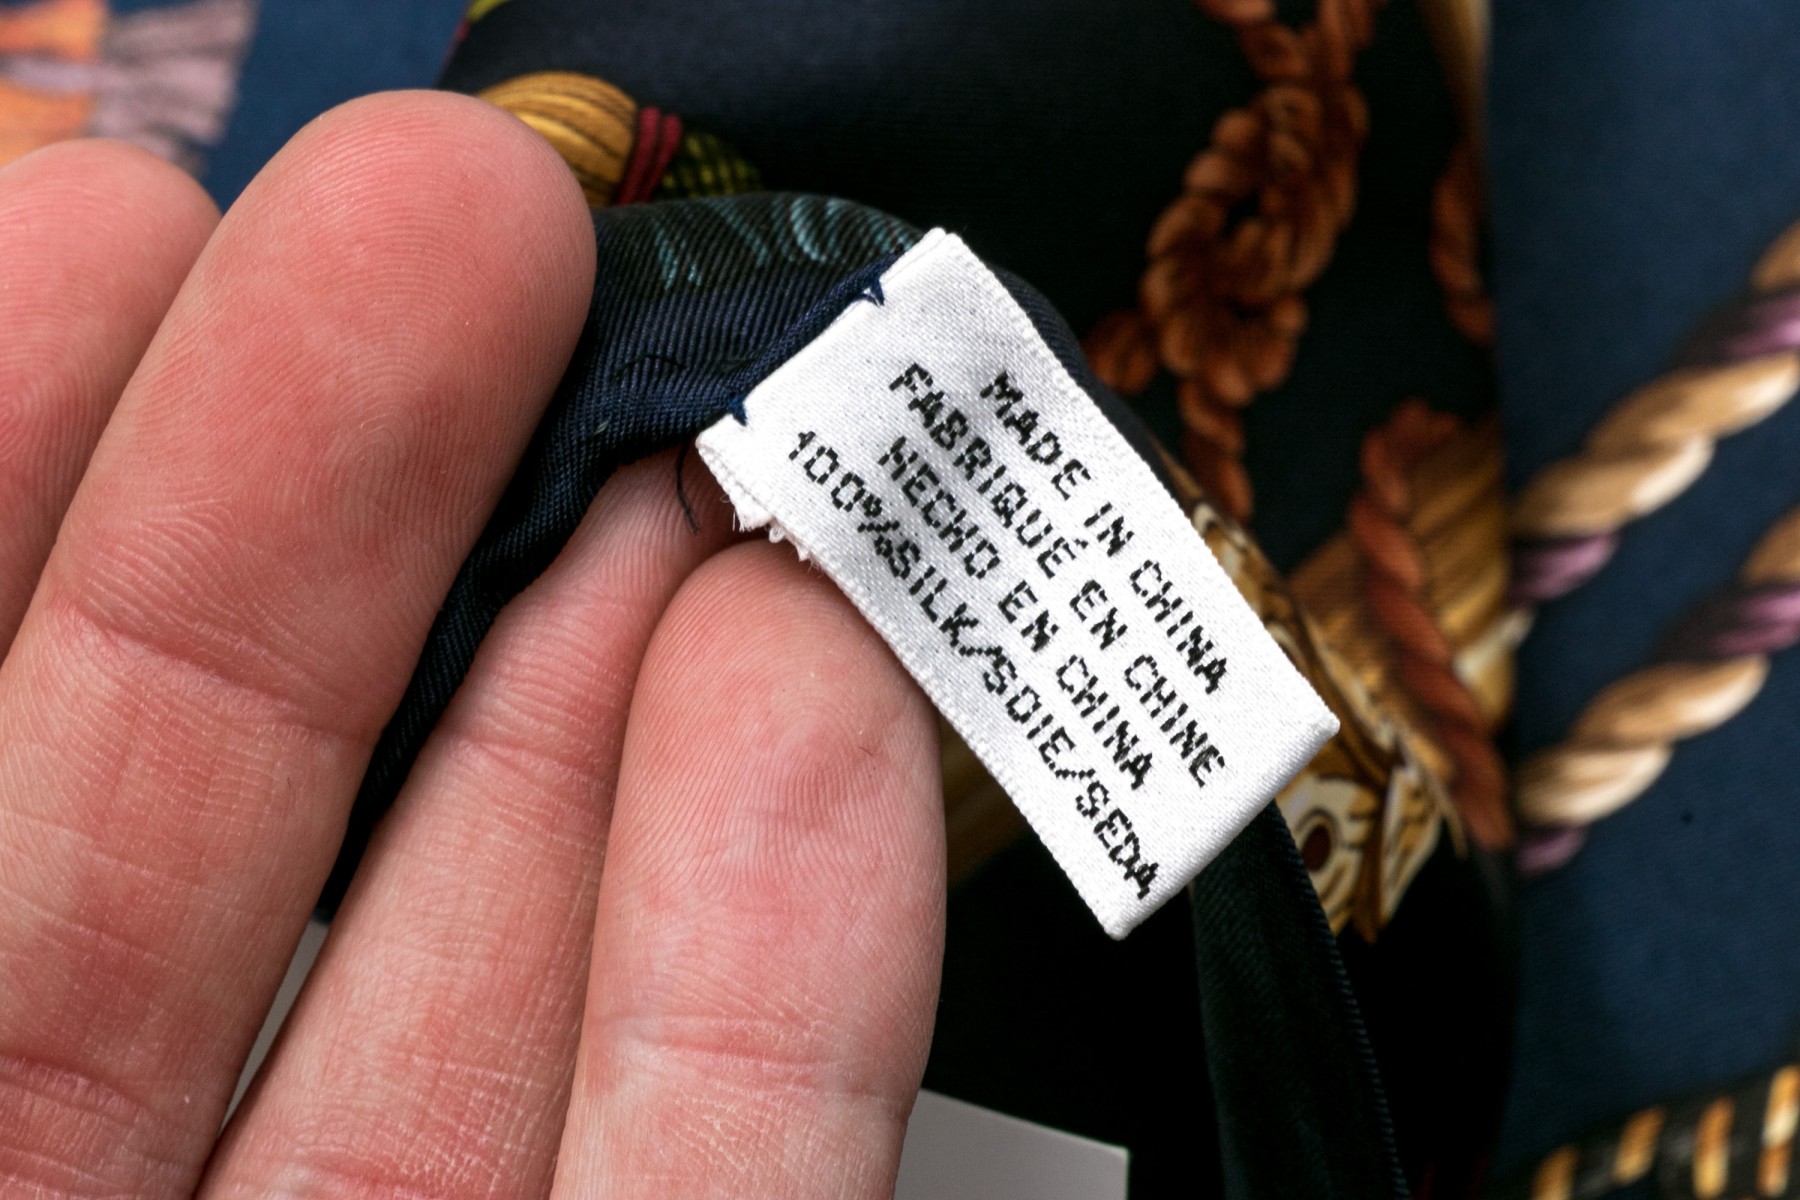 MADE IN CHINA
FABRIQUÉ EN CHINE
HECHO EN CHINA
100%SILK/SOIE/SEDA